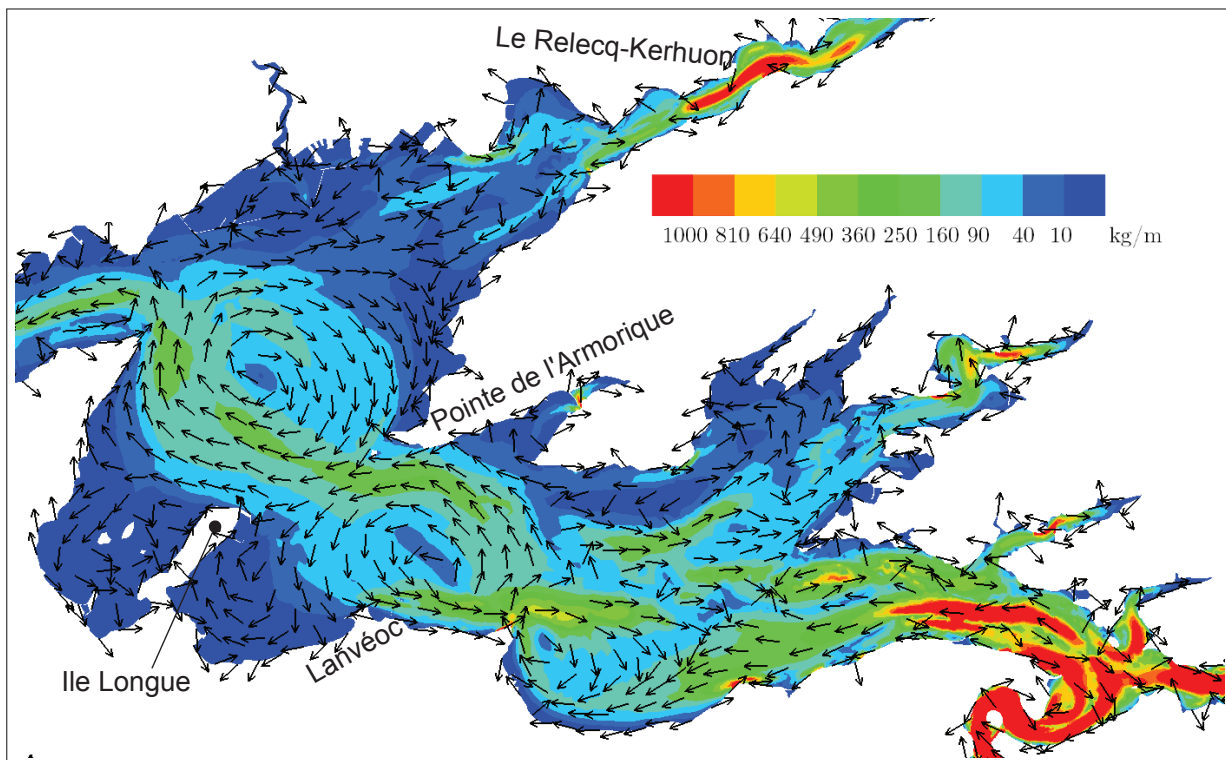 Le Relecq-Kerhuon
1000 810 640 490 360 250 160 90 40 10 kg/m
Pointe de l'Armorique
Lanvéoc
Ile Longue